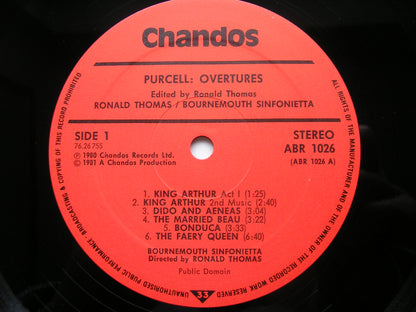 Chandos
PURCELL: OVERTURES
Edited by Ronald Thomas
RONALD THOMAS / BOURNEMOUTH SINFONIETTA
SIDE 1
76.26755
℗ 1980 Chandos Records Ltd.
© 1981 A Chandos Production
STEREO
ABR 1026
(ABR 1026 A)
1. KING ARTHUR Act I (1:25)
2. KING ARTHUR 2nd Music (2:40)
3. DIDO AND AENEAS (3:04)
4. THE MARRIED BEAU (3:22)
5. BONDUCA (3:33)
6. THE FAERY QUEEN (6:40)
BOURNEMOUTH SINFONIETTA
Directed by RONALD THOMAS
Public Domain
33
ALL RIGHTS OF THE MANUFACTURER AND OF THE OWNER OF THE RECORDED WORK RESERVED
UNAUTHORISED PUBLIC PERFORMANCE BROADCASTING & COPYING OF THIS RECORD PROHIBITED